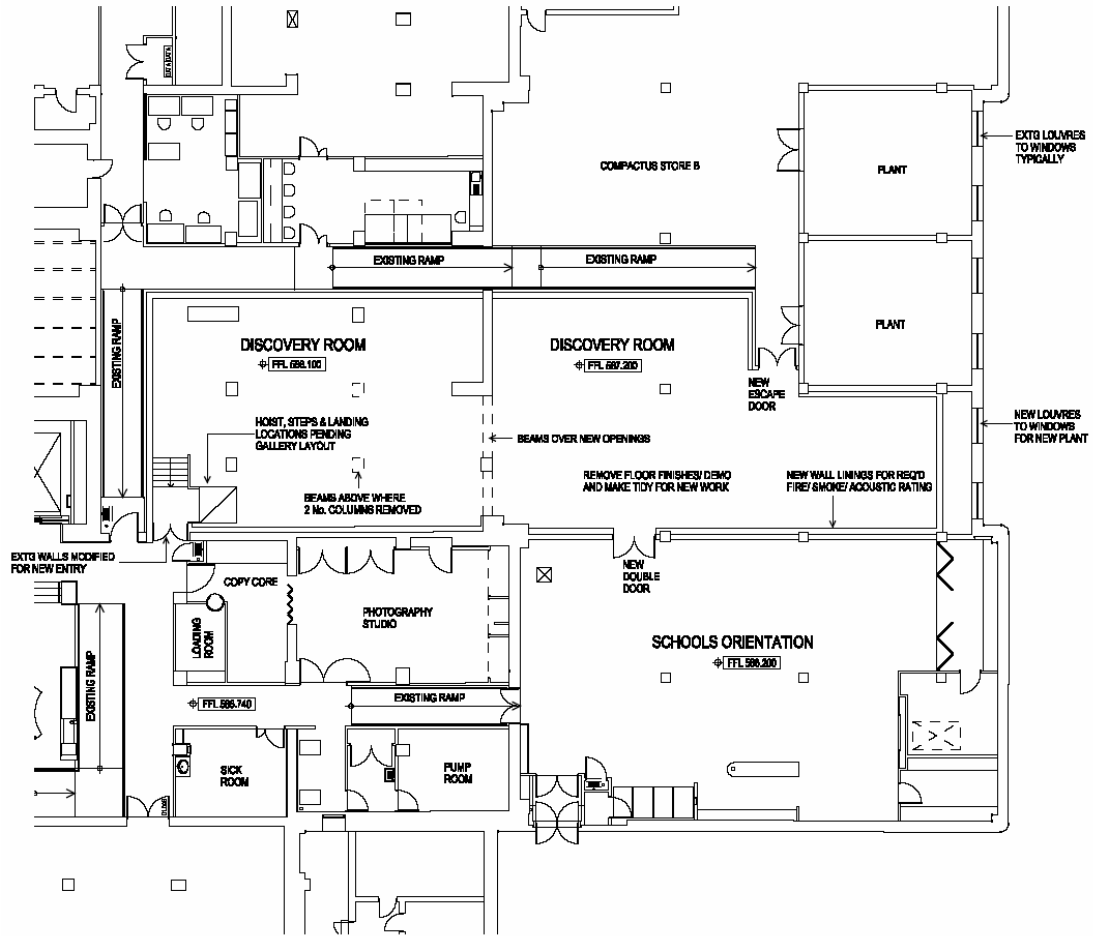 EXTG LOUVRES
TO WINDOWS
TYPICALLY
COMPACTUS STORE B
PLANT
EXISTING RAMP
EXISTING RAMP
EXISTING RAMP
PLANT
DISCOVERY ROOM
DISCOVERY ROOM
NEW
ESCAPE
DOOR
HOIST, STEPS & LANDING
LOCATIONS PENDING
GALLERY LAYOUT
NEW LOUVRES
TO WINDOWS
FOR NEW PLANT
BEAMS OVER NEW OPENINGS
REMOVE FLOOR FINISHES/ DEMO
AND MAKE TIDY FOR NEW WORK
NEW WALL LININGS FOR REQ'D
FIRE/ SMOKE/ ACOUSTIC RATING
BEAMS ABOVE WHERE
2 No. COLUMNS REMOVED
EXTG WALLS MODIFIED
FOR NEW ENTRY
COPY CORE
NEW
DOUBLE
DOOR
PHOTOGRAPHY
STUDIO
LOADING
ROOM
SCHOOLS ORIENTATION
EXISTING RAMP
EXISTING RAMP
SICK
ROOM
PUMP
ROOM